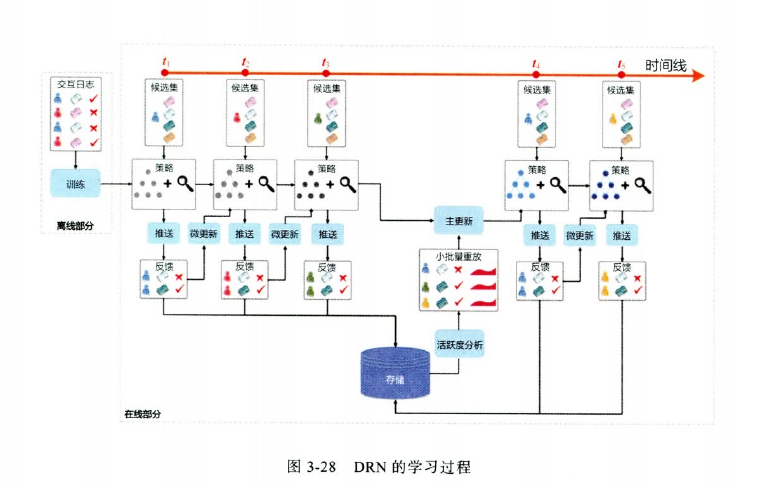 t1 t2 t3 t4 t5 时间线
交互日志
候选集 候选集 候选集 候选集 候选集
训练
策略 策略 策略 策略 策略
离线部分
主更新
推送 微更新 推送 微更新 推送 推送 微更新 推送
小批量重放
反馈 反馈 反馈 反馈 反馈
活跃度分析
存储
在线部分
图 3-28 DRN 的学习过程